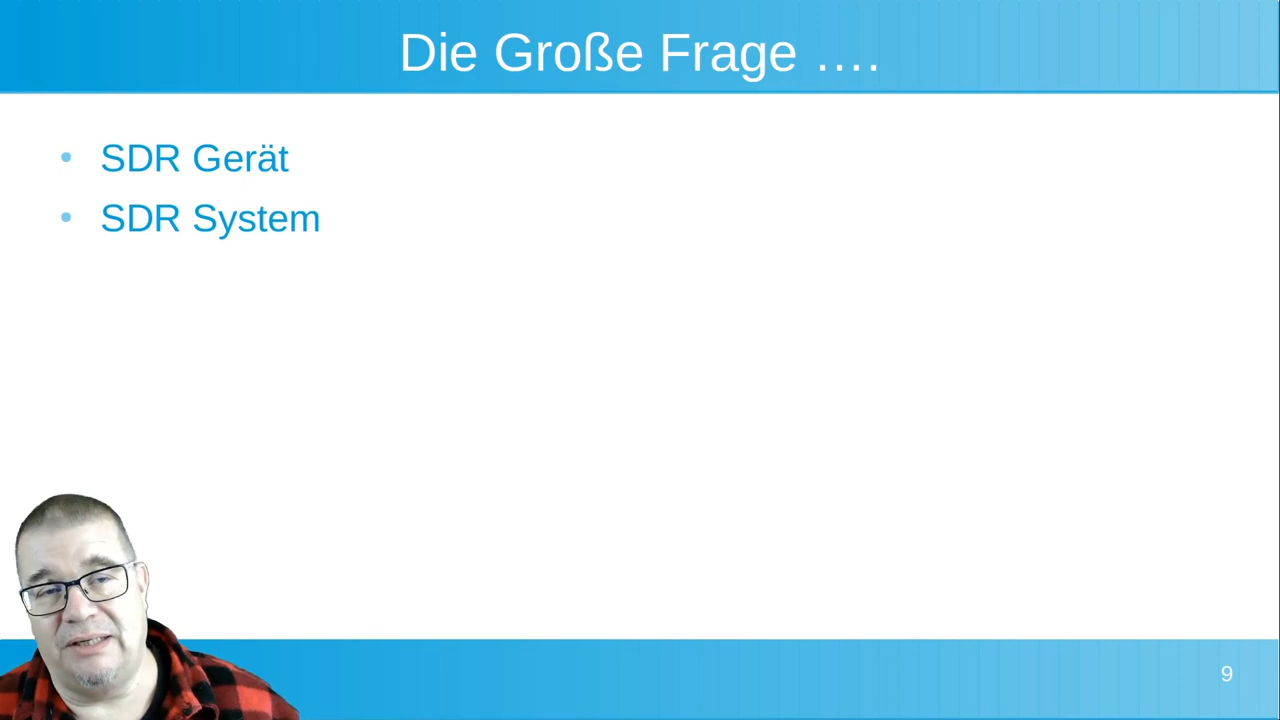 Die Große Frage ….
• SDR Gerät
• SDR System
9